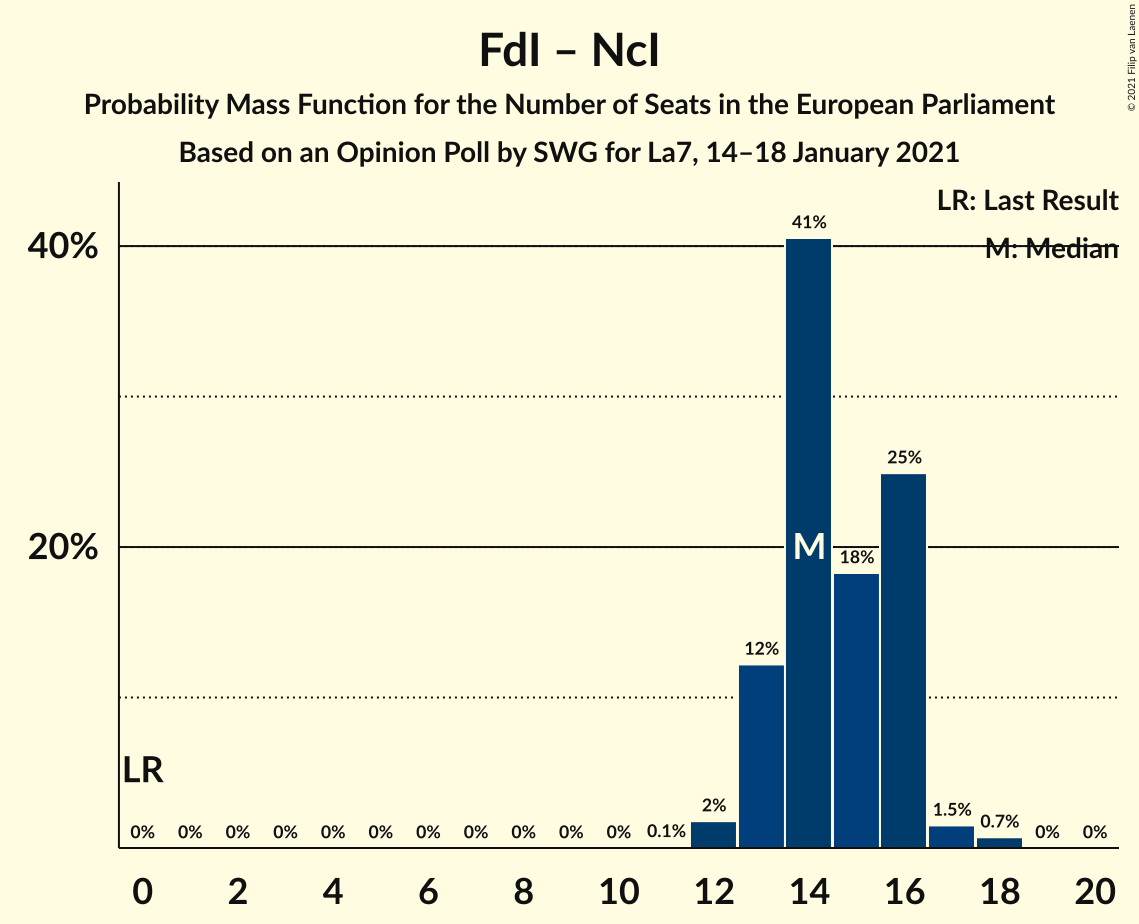 FdI – NcI
Probability Mass Function for the Number of Seats in the European Parliament
Based on an Opinion Poll by SWG for La7, 14–18 January 2021
© 2021 Filip van Laenen
LR: Last Result
M: Median
40%
20%
41%
25%
M
18%
12%
LR
0% 0% 0% 0% 0% 0% 0% 0% 0% 0% 0% 0.1% 2% 1.5% 0.7% 0% 0%
0 2 4 6 8 10 12 14 16 18 20